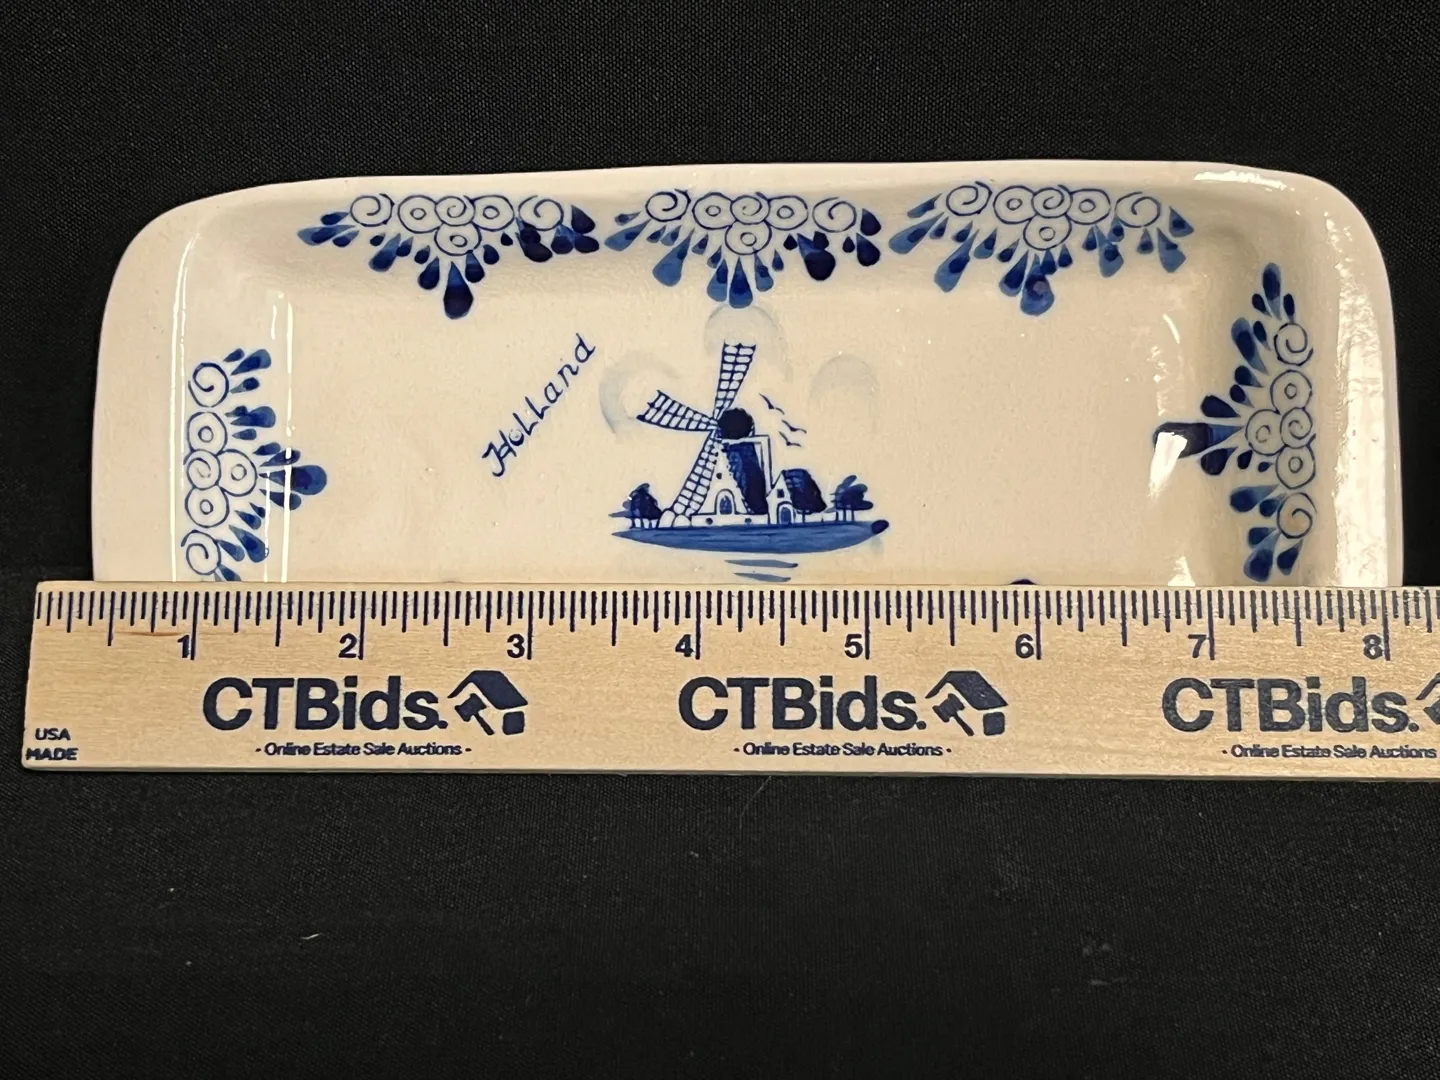 Holland
1 2 3 4 5 6 7 8
CTBids. CTBids. CTBids.
- Online Estate Sale Auctions - - Online Estate Sale Auctions - - Online Estate Sale Auctions
USA
MADE